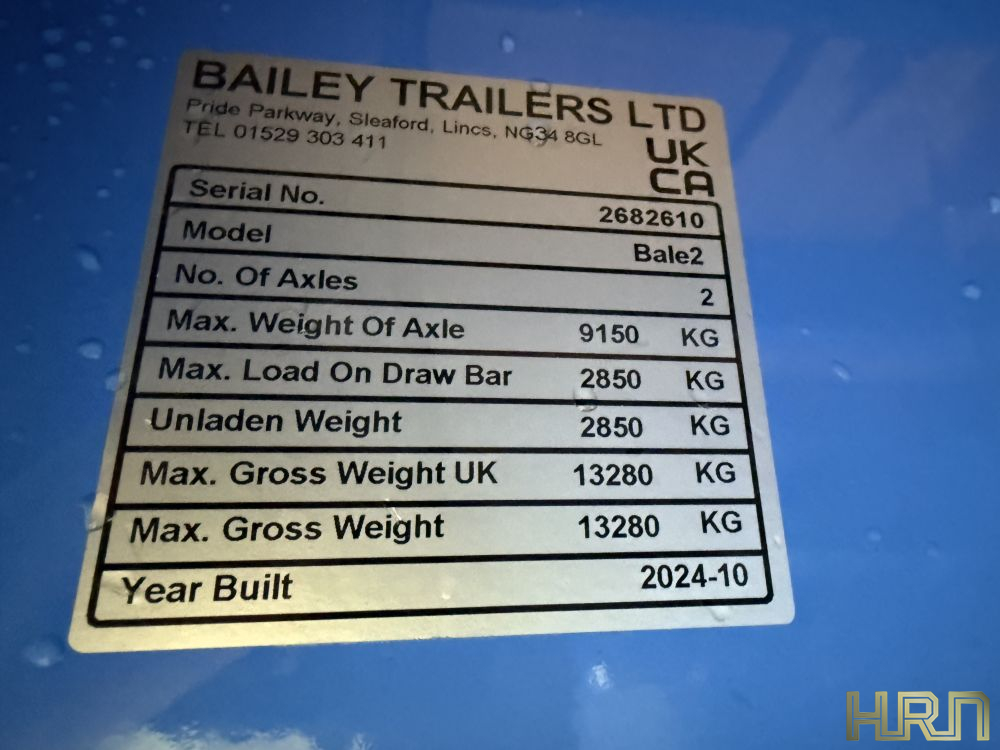 BAILEY TRAILERS LTD
Pride Parkway, Sleaford, Lincs, NG34 8GL
TEL 01529 303 411
UK
CA
Serial No. 2682610
Model Bale2
No. Of Axles 2
Max. Weight Of Axle 9150 KG
Max. Load On Draw Bar 2850 KG
Unladen Weight 2850 KG
Max. Gross Weight UK 13280 KG
Max. Gross Weight 13280 KG
Year Built 2024-10
HRN